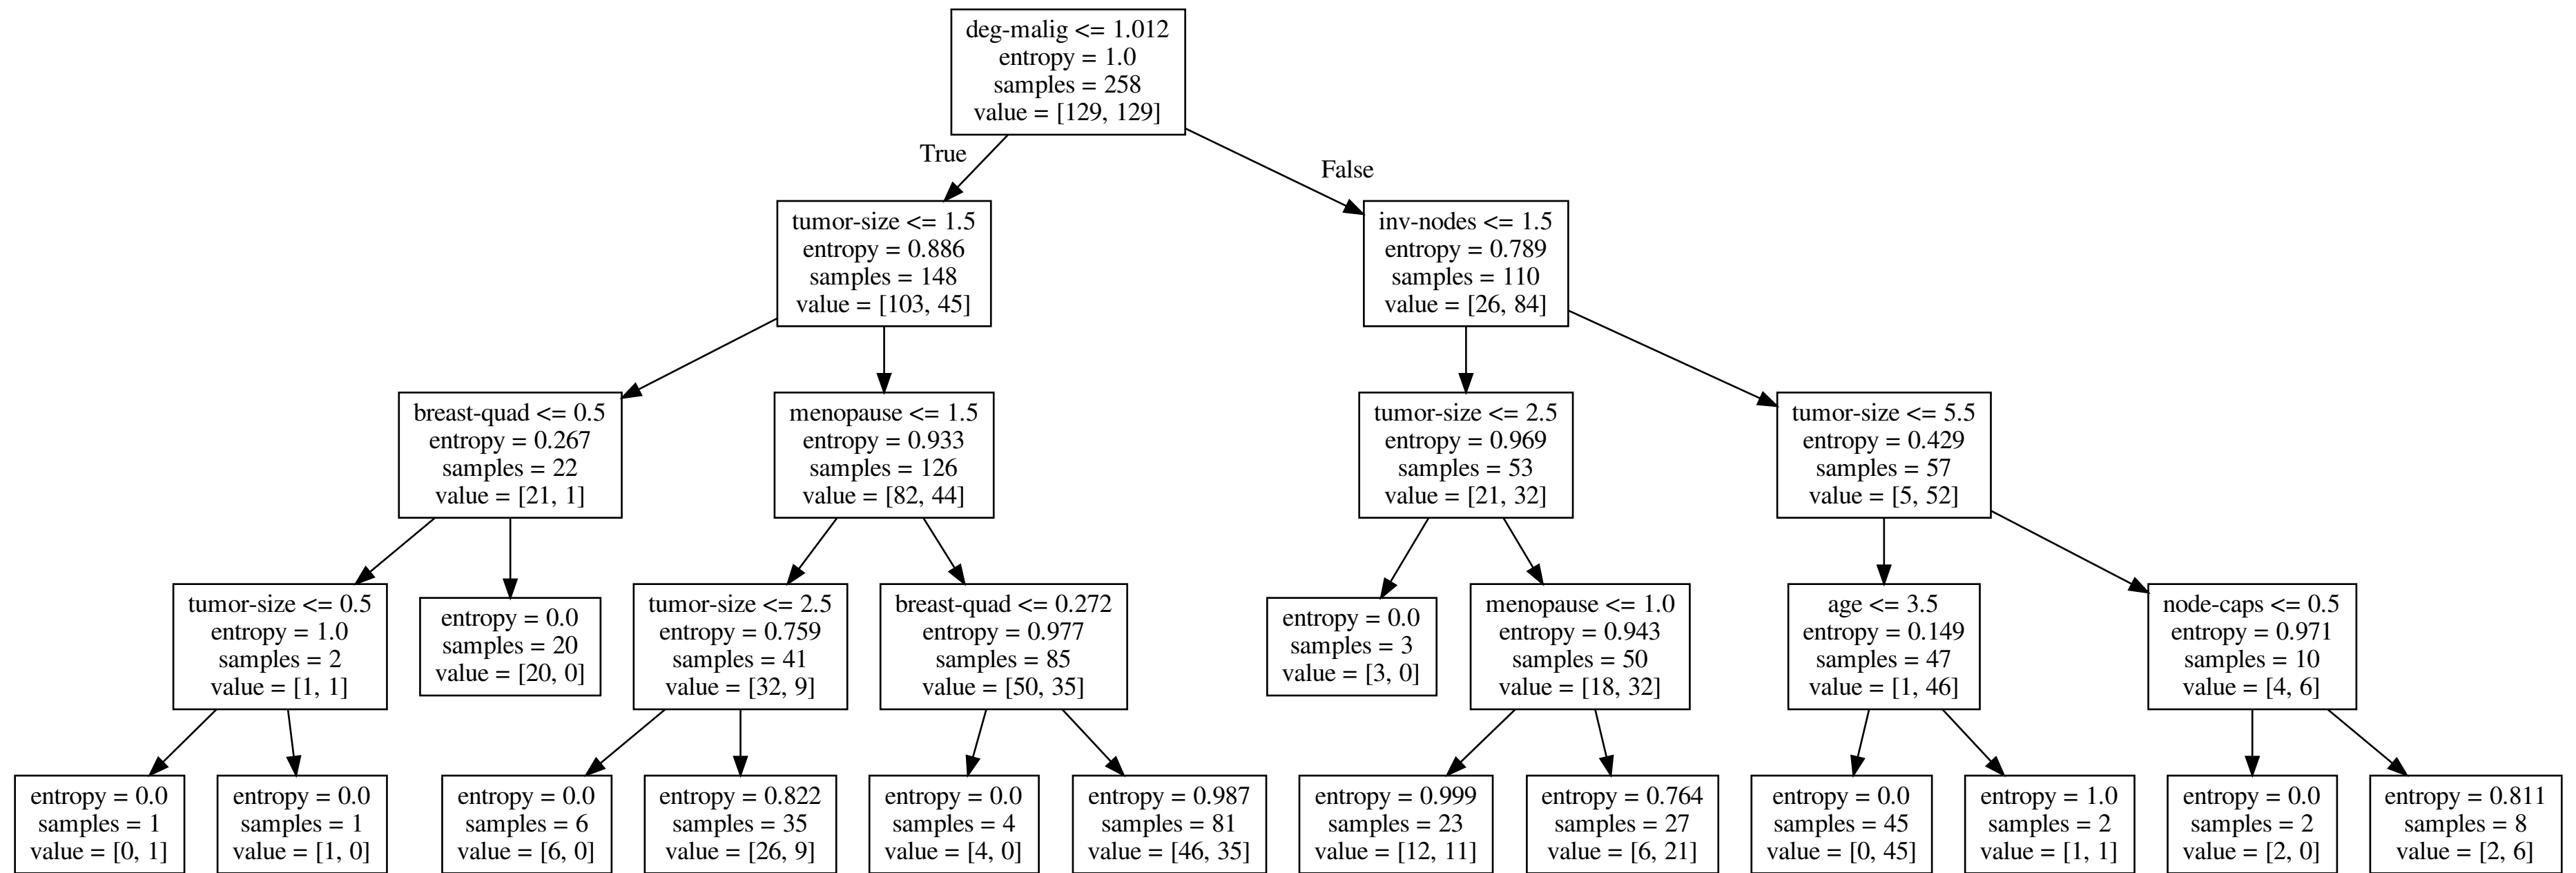 deg-malig <= 1.012
entropy = 1.0
samples = 258
value = [129, 129]
True
False
tumor-size <= 1.5
entropy = 0.886
samples = 148
value = [103, 45]
inv-nodes <= 1.5
entropy = 0.789
samples = 110
value = [26, 84]
breast-quad <= 0.5
entropy = 0.267
samples = 22
value = [21, 1]
menopause <= 1.5
entropy = 0.933
samples = 126
value = [82, 44]
tumor-size <= 2.5
entropy = 0.969
samples = 53
value = [21, 32]
tumor-size <= 5.5
entropy = 0.429
samples = 57
value = [5, 52]
tumor-size <= 0.5
entropy = 1.0
samples = 2
value = [1, 1]
entropy = 0.0
samples = 20
value = [20, 0]
tumor-size <= 2.5
entropy = 0.759
samples = 41
value = [32, 9]
breast-quad <= 0.272
entropy = 0.977
samples = 85
value = [50, 35]
entropy = 0.0
samples = 3
value = [3, 0]
menopause <= 1.0
entropy = 0.943
samples = 50
value = [18, 32]
age <= 3.5
entropy = 0.149
samples = 47
value = [1, 46]
node-caps <= 0.5
entropy = 0.971
samples = 10
value = [4, 6]
entropy = 0.0
samples = 1
value = [0, 1]
entropy = 0.0
samples = 1
value = [1, 0]
entropy = 0.0
samples = 6
value = [6, 0]
entropy = 0.822
samples = 35
value = [26, 9]
entropy = 0.0
samples = 4
value = [4, 0]
entropy = 0.987
samples = 81
value = [46, 35]
entropy = 0.999
samples = 23
value = [12, 11]
entropy = 0.764
samples = 27
value = [6, 21]
entropy = 0.0
samples = 45
value = [0, 45]
entropy = 1.0
samples = 2
value = [1, 1]
entropy = 0.0
samples = 2
value = [2, 0]
entropy = 0.811
samples = 8
value = [2, 6]